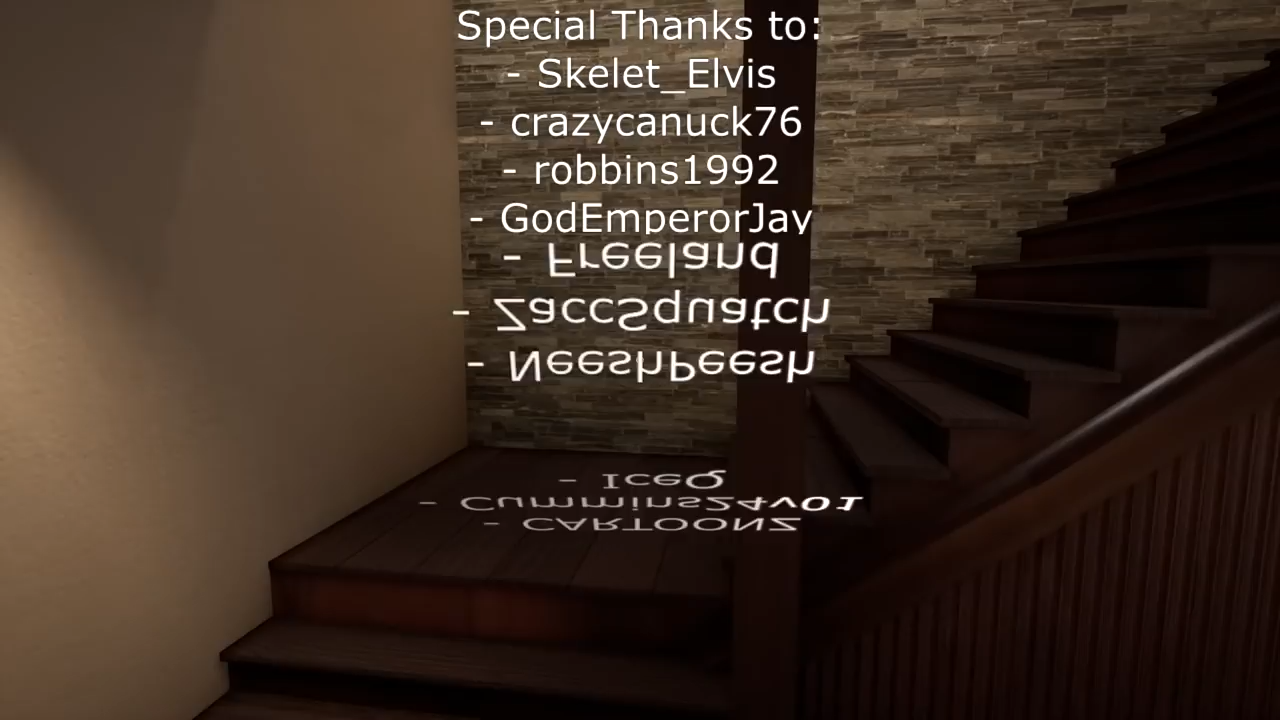 Special Thanks to:
- Skelet_Elvis
- crazycanuck76
- robbins1992
- GodEmperorJay
- Freeland
- ZaccSquatch
- NeeshPeesh
- IceQ
- Cummins24v01
- CARTOONZ